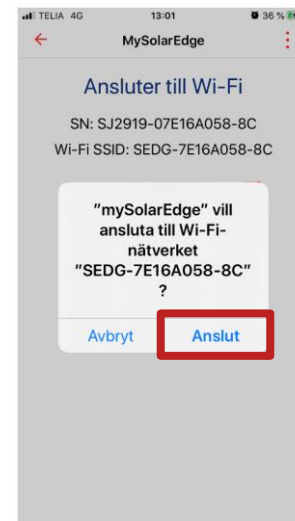 TELIA 4G 13:01 36 %
MySolarEdge
Ansluter till Wi-Fi
SN: SJ2919-07E16A058-8C
Wi-Fi SSID: SEDG-7E16A058-8C
"mySolarEdge" vill
ansluta till Wi-Fi-
nätverket
"SEDG-7E16A058-8C"
?
Avbryt Anslut